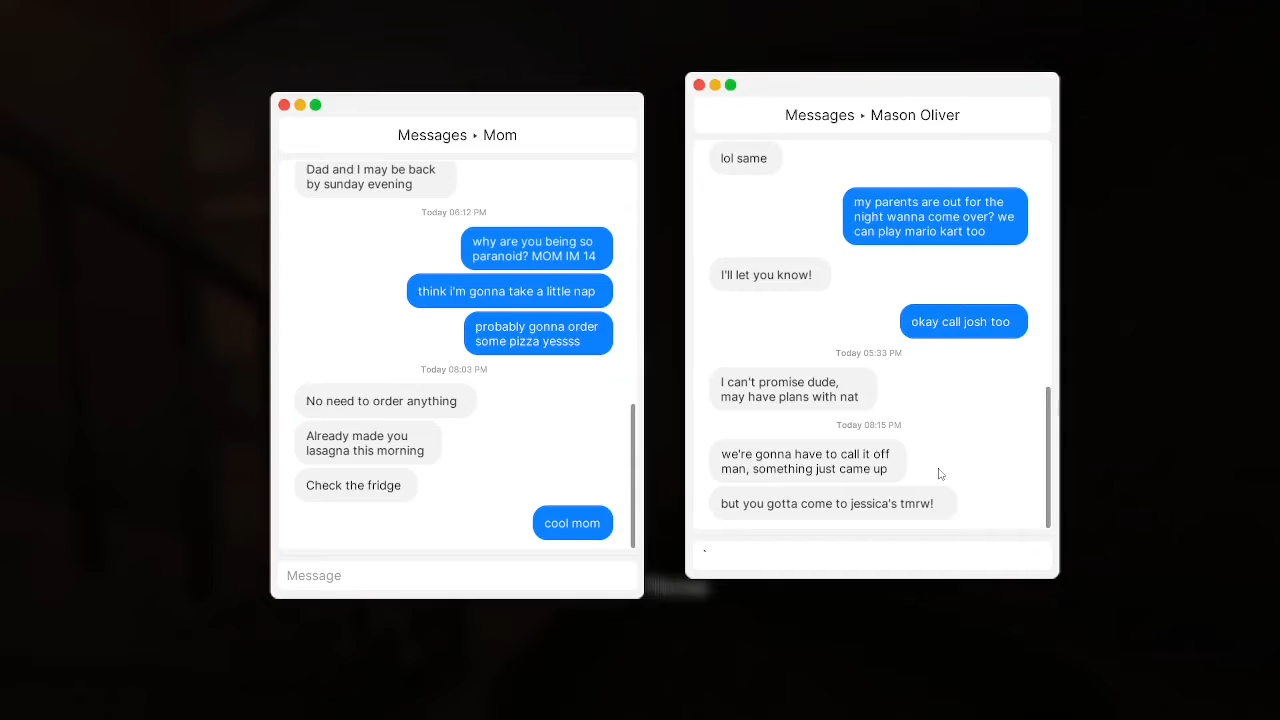 Messages ▸ Mom
Dad and I may be back
by sunday evening
Today 06:12 PM
why are you being so
paranoid? MOM IM 14
think i'm gonna take a little nap
probably gonna order
some pizza yessss
Today 08:03 PM
No need to order anything
Already made you
lasagna this morning
Check the fridge
cool mom
Message
Messages ▸ Mason Oliver
lol same
my parents are out for the
night wanna come over? we
can play mario kart too
I'll let you know!
okay call josh too
Today 05:33 PM
I can't promise dude,
may have plans with nat
Today 08:15 PM
we're gonna have to call it off
man, something just came up
but you gotta come to jessica's tmrw!
`